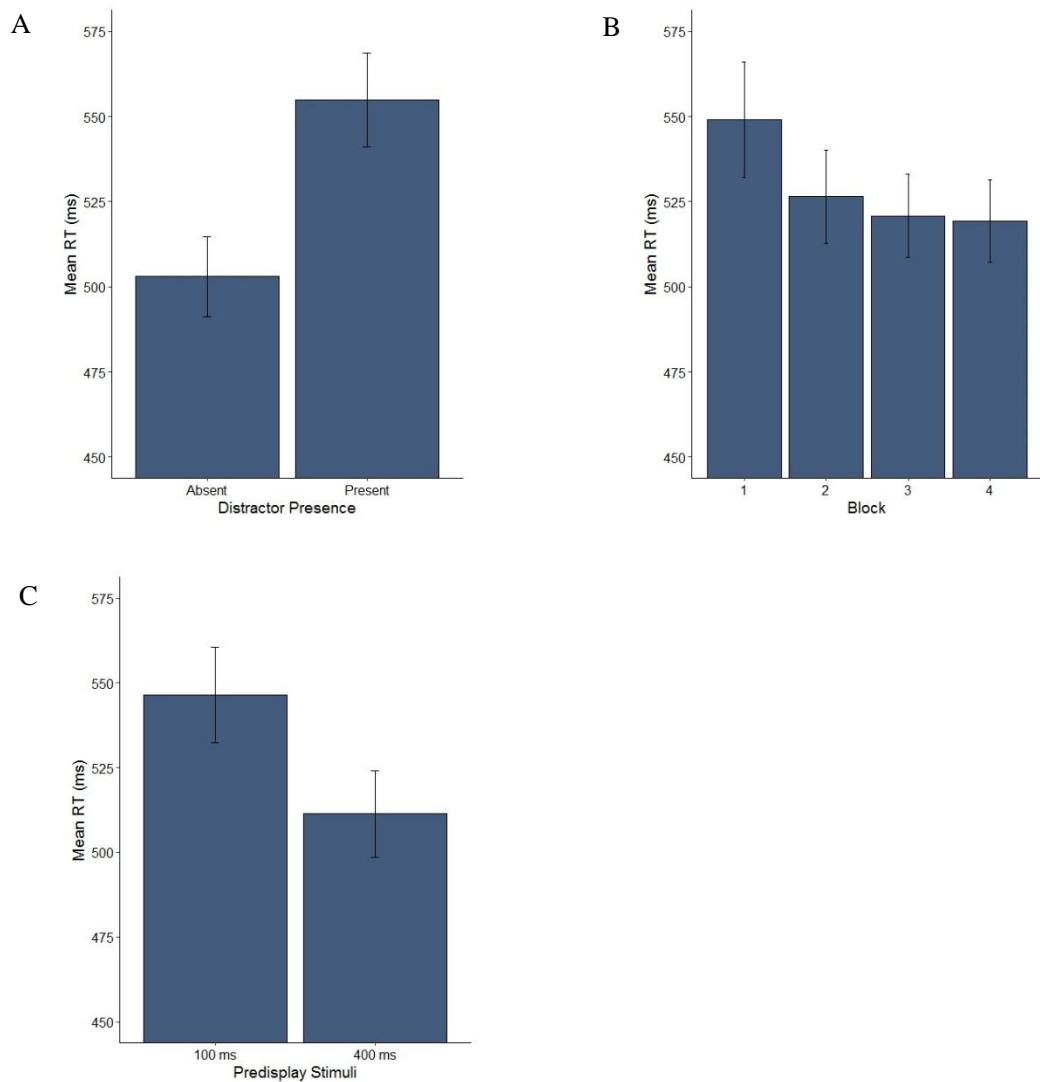 A
575
550
525
500
475
450
Mean RT (ms)
Absent Present
Distractor Presence
B
575
550
525
500
475
450
Mean RT (ms)
1 2 3 4
Block
C
575
550
525
500
475
450
Mean RT (ms)
100 ms 400 ms
Predisplay Stimuli